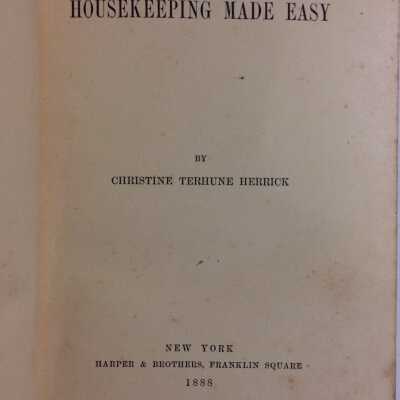 HOUSEKEEPING MADE EASY
BY
CHRISTINE TERHUNE HERRICK
NEW YORK
HARPER & BROTHERS, FRANKLIN SQUARE
1888